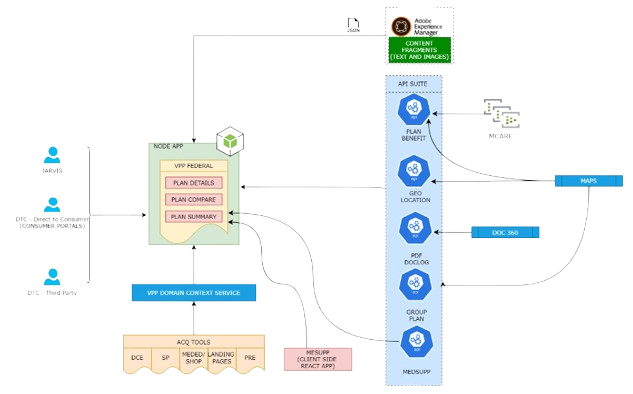 JSON
Adobe
Experience
Manager
CONTENT
FRAGMENTS
(TEXT AND IMAGES)
API SUITE
PLAN
BENEFIT
MCARE
NODE APP
VPP FEDERAL
PLAN DETAILS
PLAN COMPARE
PLAN SUMMARY
JARVIS
DTC - Direct to Consumer
(CONSUMER PORTALS)
DTC - Third Party
GEO
LOCATION
MAPS
DOC 360
PDF
DOCLOG
GROUP
PLAN
MEDSUPP
VPP DOMAIN CONTEXT SERVICE
ACQ TOOLS
DCE
SP
MEDED/
SHOP
LANDING
PAGES
PRE
MESUPP
(CLIENT SIDE
REACT APP)